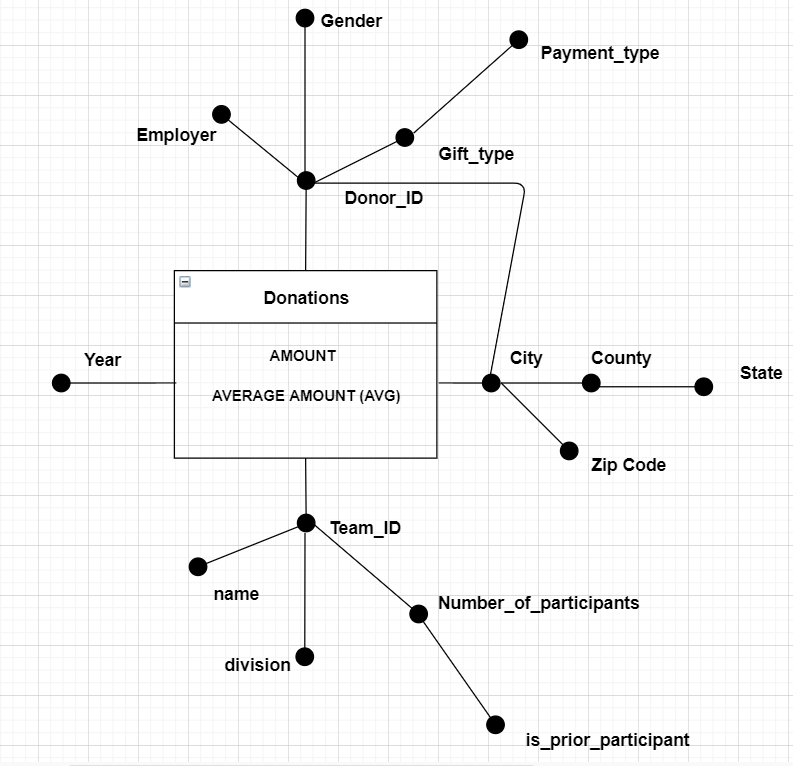 Gender
Payment_type
Employer
Gift_type
Donor_ID
Donations
AMOUNT
AVERAGE AMOUNT (AVG)
Year
City
County
State
Zip Code
Team_ID
name
Number_of_participants
division
is_prior_participant